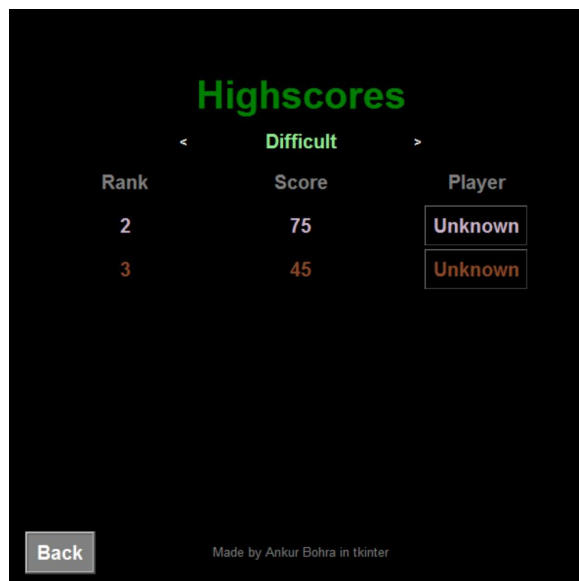 Highscores
< Difficult >
Rank Score Player
2 75 Unknown
3 45 Unknown
Back Made by Ankur Bohra in tkinter